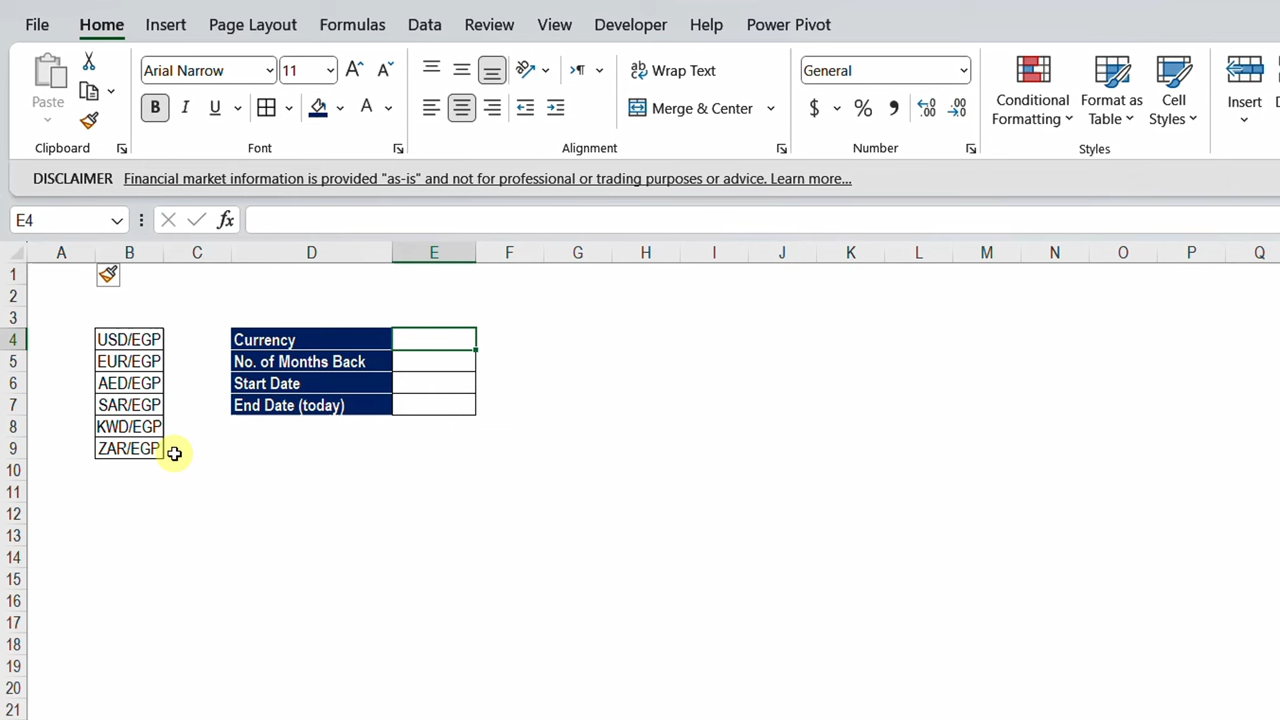 File Home Insert Page Layout Formulas Data Review View Developer Help Power Pivot
Arial Narrow 11 Wrap Text General
Paste B I U A Merge & Center $ % Conditional Formatting Format as Table Cell Styles Insert
Clipboard Font Alignment Number Styles
DISCLAIMER Financial market information is provided "as-is" and not for professional or trading purposes or advice. Learn more...
E4 fx
A B C D E F G H I J K L M N O P Q
1
2
3
4 USD/EGP Currency
5 EUR/EGP No. of Months Back
6 AED/EGP Start Date
7 SAR/EGP End Date (today)
8 KWD/EGP
9 ZAR/EGP
10
11
12
13
14
15
16
17
18
19
20
21